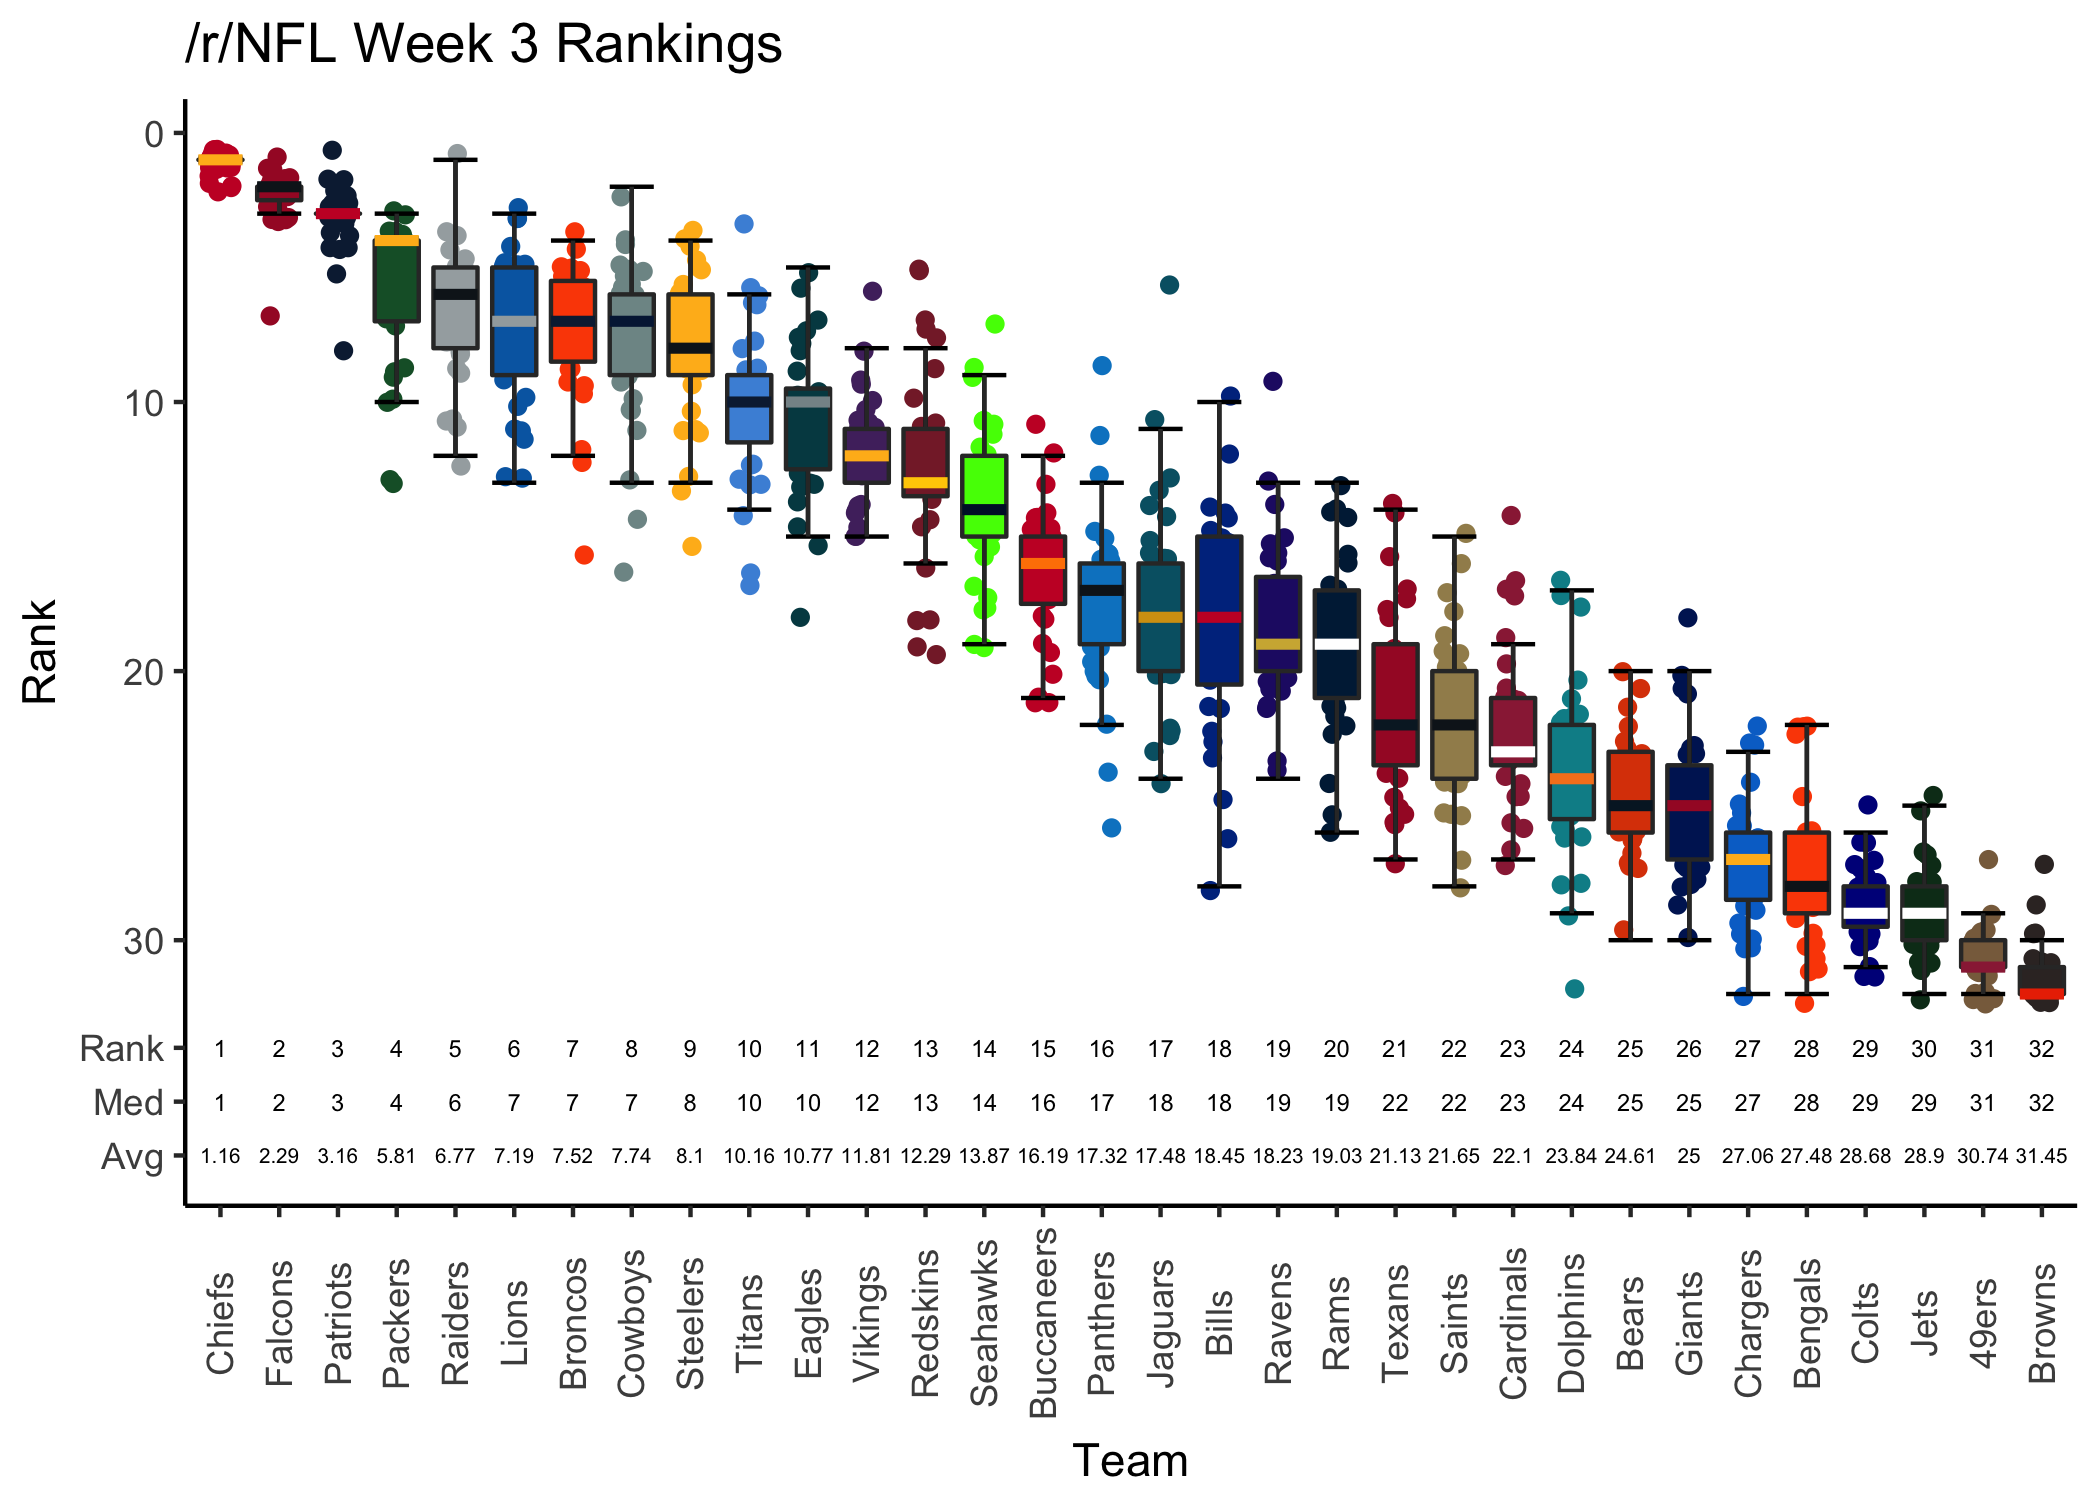 /r/NFL Week 3 Rankings
0
10
20
30
Rank
Rank 1 2 3 4 5 6 7 8 9 10 11 12 13 14 15 16 17 18 19 20 21 22 23 24 25 26 27 28 29 30 31 32
Med 1 2 3 4 6 7 7 7 8 10 10 12 13 14 16 17 18 18 19 19 22 22 23 24 25 25 27 28 29 29 31 32
Avg 1.16 2.29 3.16 5.81 6.77 7.19 7.52 7.74 8.1 10.16 10.77 11.81 12.29 13.87 16.19 17.32 17.48 18.45 18.23 19.03 21.13 21.65 22.1 23.84 24.61 25 27.06 27.48 28.68 28.9 30.74 31.45
Chiefs Falcons Patriots Packers Raiders Lions Broncos Cowboys Steelers Titans Eagles Vikings Redskins Seahawks Buccaneers Panthers Jaguars Bills Ravens Rams Texans Saints Cardinals Dolphins Bears Giants Chargers Bengals Colts Jets 49ers Browns
Team